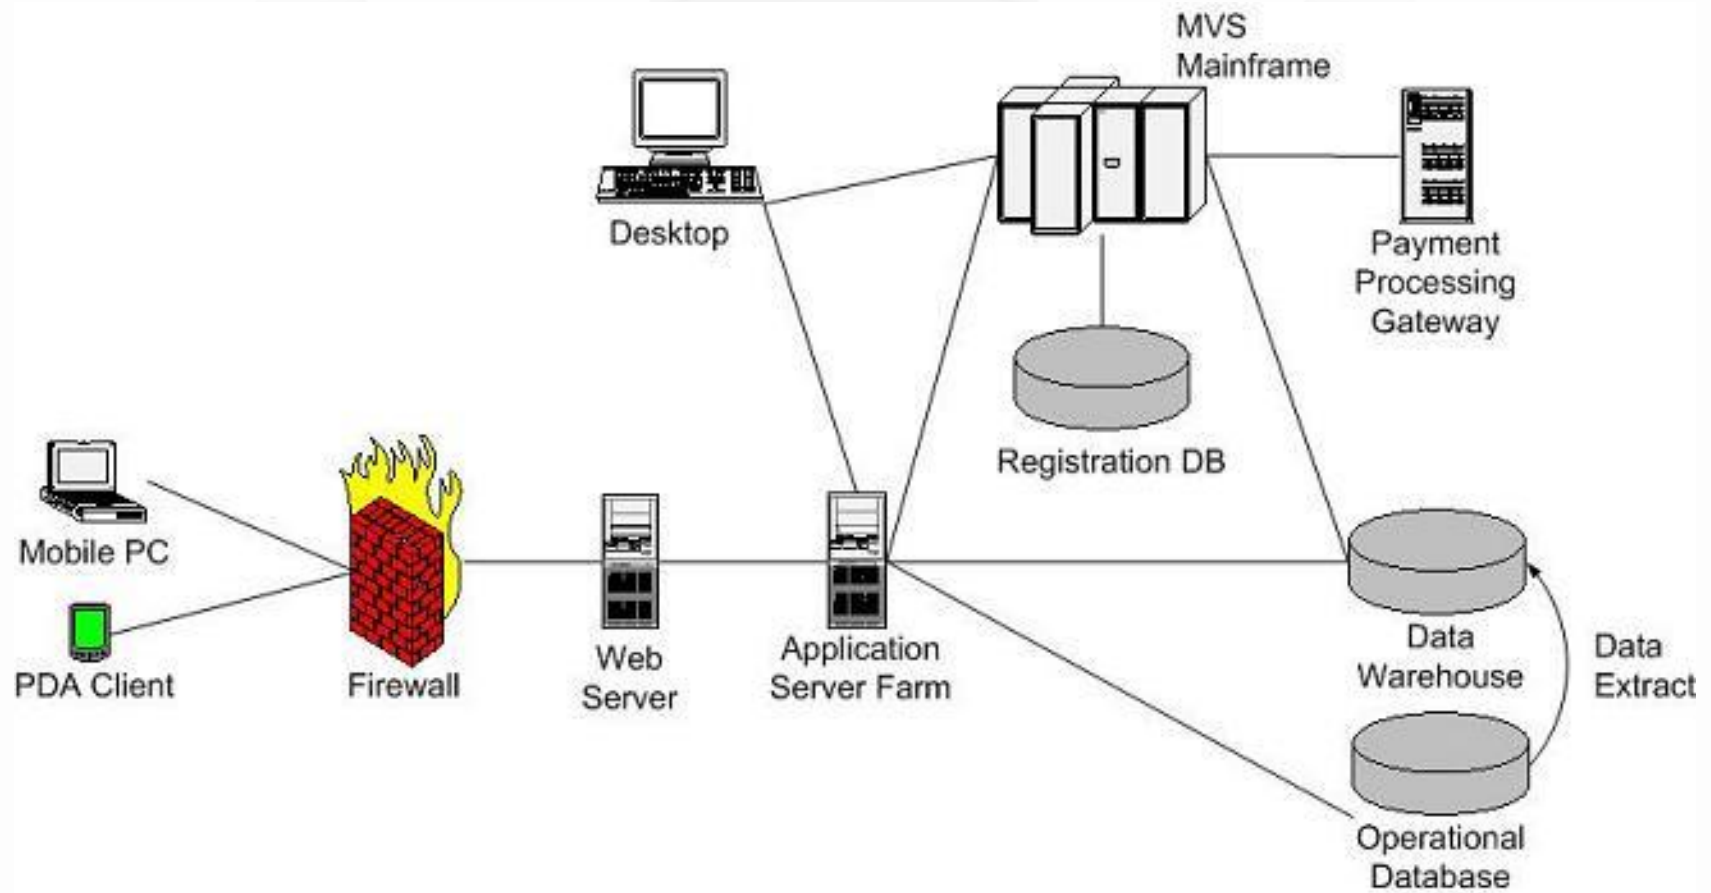 MVS
Mainframe
Desktop
Payment
Processing
Gateway
Registration DB
Mobile PC
PDA Client
Firewall
Web
Server
Application
Server Farm
Data
Warehouse
Data
Extract
Operational
Database